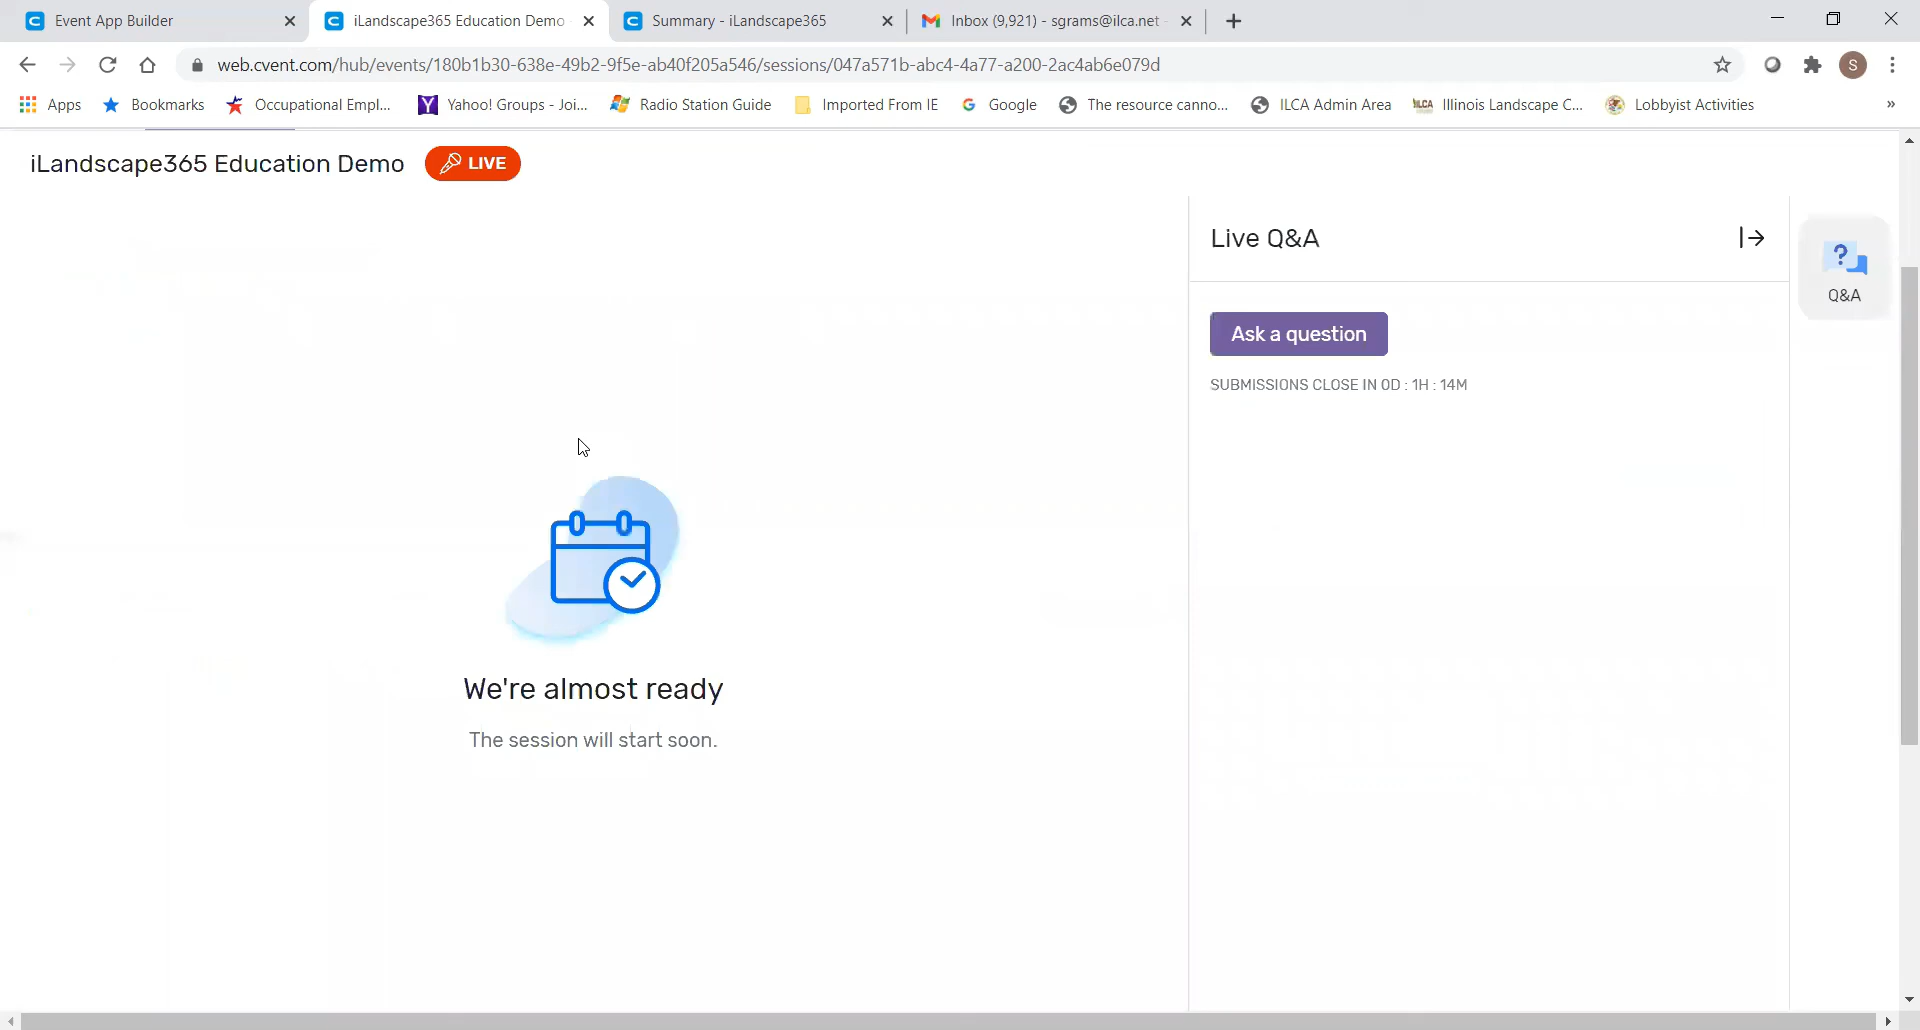 Event App Builder
iLandscape365 Education Demo
Summary - iLandscape365
Inbox (9,921) - sgrams@ilca.net -
web.cvent.com/hub/events/180b1b30-638e-49b2-9f5e-ab40f205a546/sessions/047a571b-abc4-4a77-a200-2ac4ab6e079d
S
Apps
Bookmarks
Occupational Empl...
Yahoo! Groups - Joi...
Radio Station Guide
Imported From IE
Google
The resource canno...
ILCA Admin Area
Illinois Landscape C...
Lobbyist Activities
»
iLandscape365 Education Demo
LIVE
Live Q&A
Q&A
Ask a question
SUBMISSIONS CLOSE IN 0D : 1H : 14M
We're almost ready
The session will start soon.